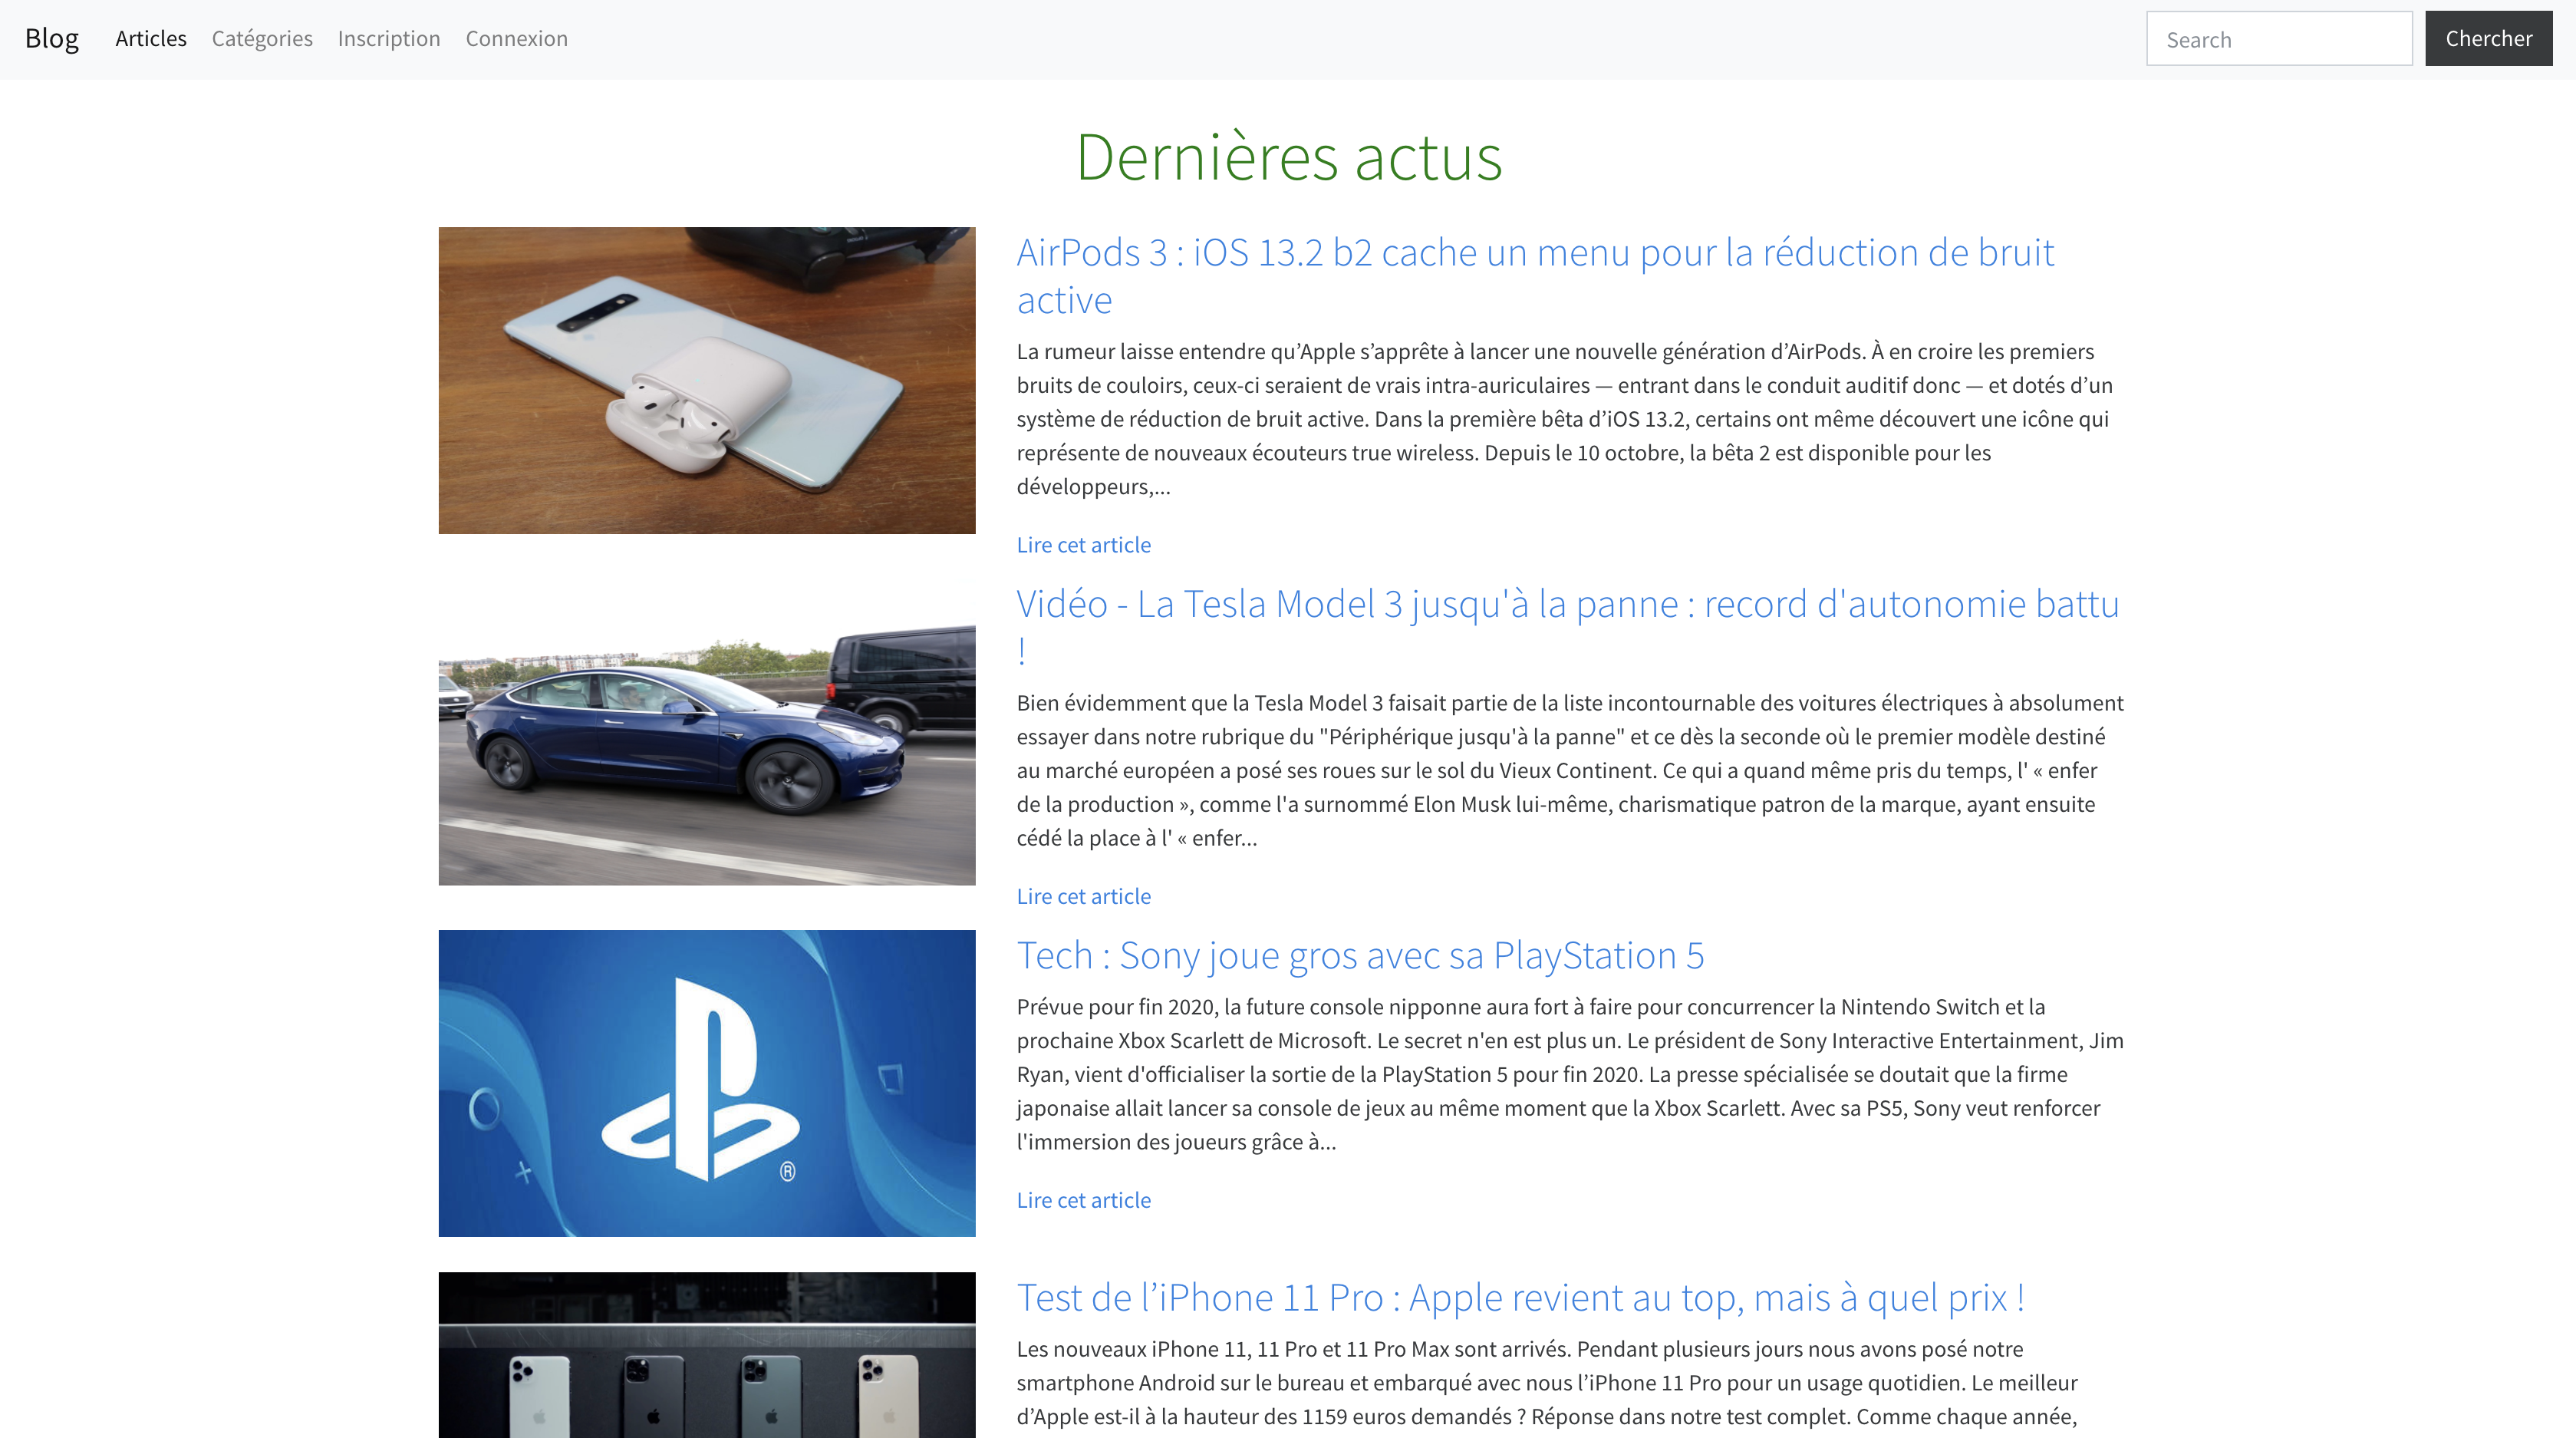 Blog
Articles
Catégories
Inscription
Connexion
Search
Chercher
Dernières actus
AirPods 3 : iOS 13.2 b2 cache un menu pour la réduction de bruit
active
La rumeur laisse entendre qu’Apple s’apprête à lancer une nouvelle génération d’AirPods. À en croire les premiers
bruits de couloirs, ceux-ci seraient de vrais intra-auriculaires — entrant dans le conduit auditif donc — et dotés d’un
système de réduction de bruit active. Dans la première bêta d’iOS 13.2, certains ont même découvert une icône qui
représente de nouveaux écouteurs true wireless. Depuis le 10 octobre, la bêta 2 est disponible pour les
développeurs,...
Lire cet article
Vidéo - La Tesla Model 3 jusqu'à la panne : record d'autonomie battu
!
Bien évidemment que la Tesla Model 3 faisait partie de la liste incontournable des voitures électriques à absolument
essayer dans notre rubrique du "Périphérique jusqu'à la panne" et ce dès la seconde où le premier modèle destiné
au marché européen a posé ses roues sur le sol du Vieux Continent. Ce qui a quand même pris du temps, l' « enfer
de la production », comme l'a surnommé Elon Musk lui-même, charismatique patron de la marque, ayant ensuite
cédé la place à l' « enfer...
Lire cet article
Tech : Sony joue gros avec sa PlayStation 5
Prévue pour fin 2020, la future console nipponne aura fort à faire pour concurrencer la Nintendo Switch et la
prochaine Xbox Scarlett de Microsoft. Le secret n'en est plus un. Le président de Sony Interactive Entertainment, Jim
Ryan, vient d'officialiser la sortie de la PlayStation 5 pour fin 2020. La presse spécialisée se doutait que la firme
japonaise allait lancer sa console de jeux au même moment que la Xbox Scarlett. Avec sa PS5, Sony veut renforcer
l'immersion des joueurs grâce à...
Lire cet article
®
Test de l’iPhone 11 Pro : Apple revient au top, mais à quel prix !
Les nouveaux iPhone 11, 11 Pro et 11 Pro Max sont arrivés. Pendant plusieurs jours nous avons posé notre
smartphone Android sur le bureau et embarqué avec nous l’iPhone 11 Pro pour un usage quotidien. Le meilleur
d’Apple est-il à la hauteur des 1159 euros demandés ? Réponse dans notre test complet. Comme chaque année,